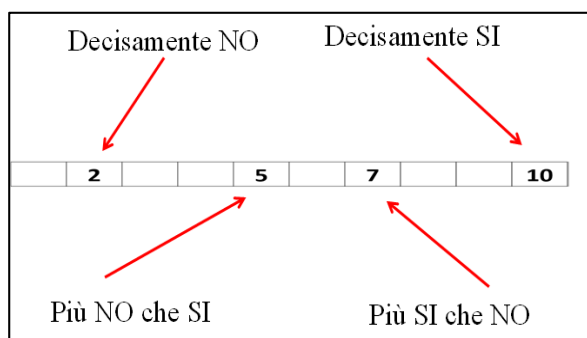 Decisamente NO
Decisamente SI
2 5 7 10
Più NO che SI
Più SI che NO